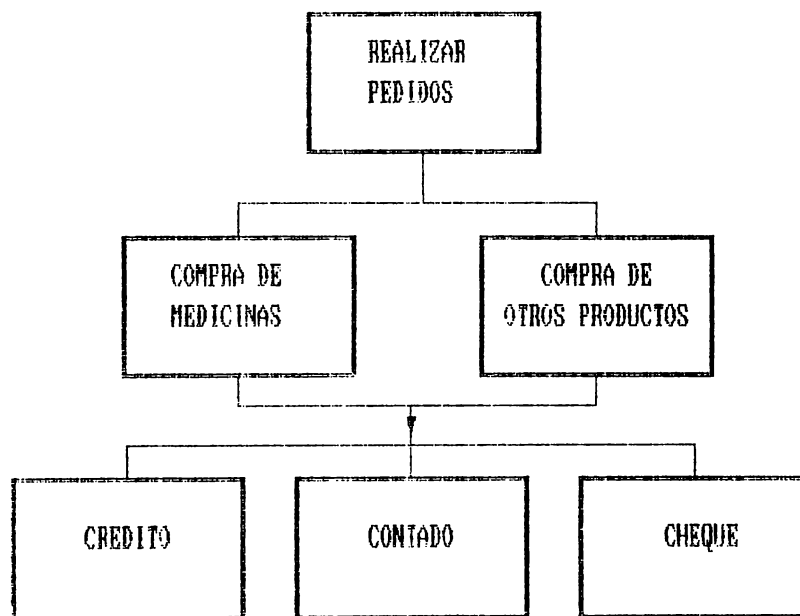 REALIZAR
PEDIDOS
COMPRA DE
MEDICINAS
COMPRA DE
OTROS PRODUCTOS
CREDITO
CONTADO
CHEQUE